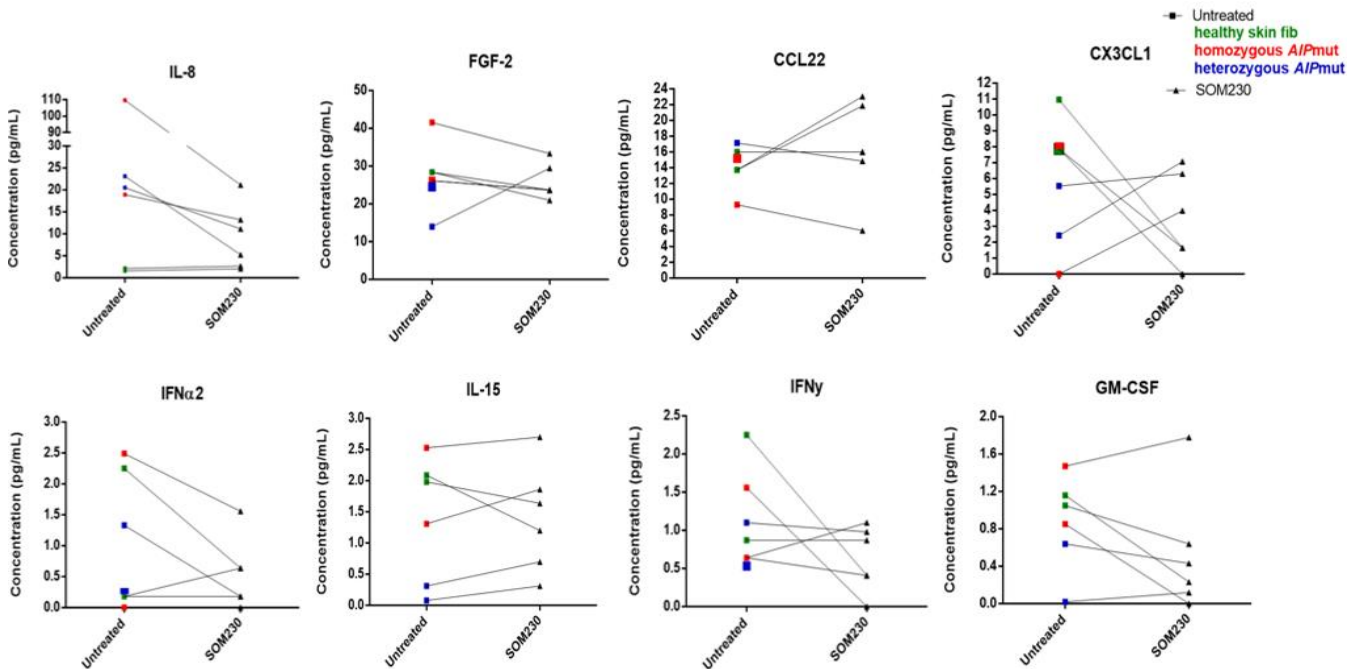 Untreated
healthy skin fib
homozygous AIPmut
heterozygous AIPmut
SOM230
IL-8
Concentration (pg/mL)
110
100
90
30
25
20
15
10
5
0
Untreated
SOM230
FGF-2
Concentration (pg/mL)
50
40
30
20
10
0
Untreated
SOM230
CCL22
Concentration (pg/mL)
24
22
20
18
16
14
12
10
8
6
4
2
0
Untreated
SOM230
CX3CL1
Concentration (pg/mL)
12
11
10
9
8
7
6
5
4
3
2
1
0
Untreated
SOM230
IFNα2
Concentration (pg/mL)
3.0
2.5
2.0
1.5
1.0
0.5
0.0
Untreated
SOM230
IL-15
Concentration (pg/mL)
3.0
2.5
2.0
1.5
1.0
0.5
0.0
Untreated
SOM230
IFNy
Concentration (pg/mL)
2.5
2.0
1.5
1.0
0.5
0.0
Untreated
SOM230
GM-CSF
Concentration (pg/mL)
2.0
1.6
1.2
0.8
0.4
0.0
Untreated
SOM230